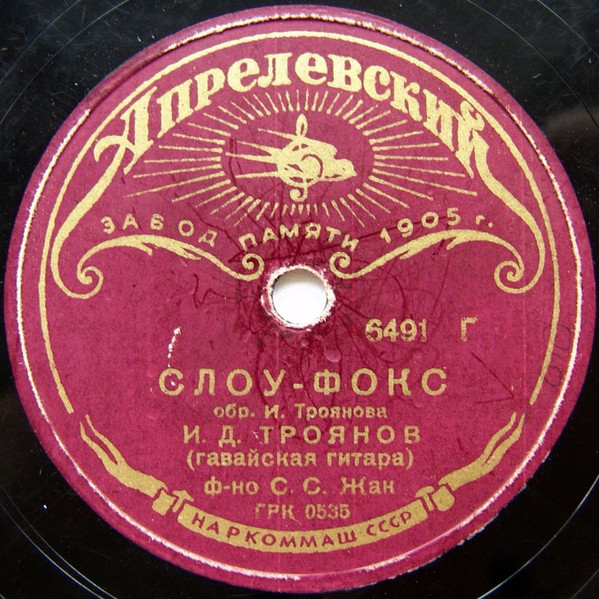 Апрелевский
ЗАВОД ПАМЯТИ 1905 г.
6491 Г
СЛОУ-ФОКС
обр. И. Троянова
И. Д. ТРОЯНОВ
(гавайская гитара)
ф-но С. С. Жак
ГРК 0535
НАРКОММАШ СССР